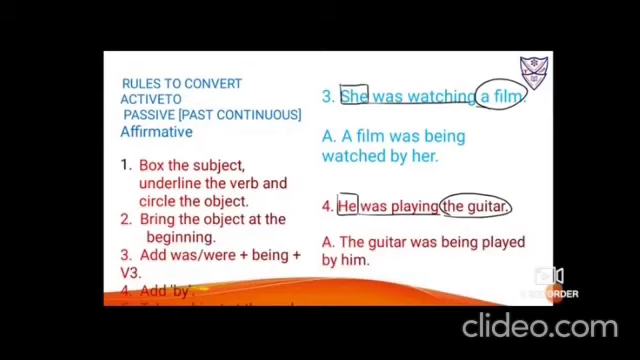 RULES TO CONVERT
ACTIVETO
PASSIVE [PAST CONTINUOUS]
Affirmative
1. Box the subject,
underline the verb and
circle the object.
2. Bring the object at the
beginning.
3. Add was/were + being +
V3.
4. Add 'by'.
3. She was watching a film.
A. A film was being
watched by her.
4. He was playing the guitar.
A. The guitar was being played
by him.
clideo.com